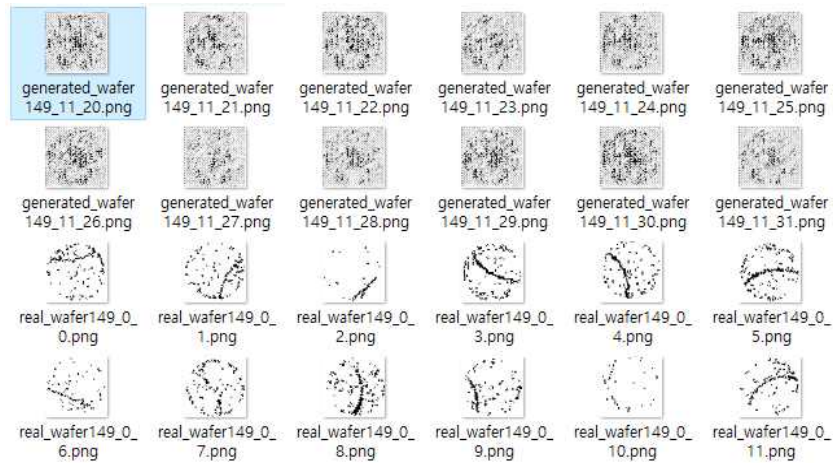 generated_wafer generated_wafer generated_wafer generated_wafer generated_wafer generated_wafer
149_11_20.png 149_11_21.png 149_11_22.png 149_11_23.png 149_11_24.png 149_11_25.png
generated_wafer generated_wafer generated_wafer generated_wafer generated_wafer generated_wafer
149_11_26.png 149_11_27.png 149_11_28.png 149_11_29.png 149_11_30.png 149_11_31.png
real_wafer149_0_ real_wafer149_0_ real_wafer149_0_ real_wafer149_0_ real_wafer149_0_ real_wafer149_0_
0.png 1.png 2.png 3.png 4.png 5.png
real_wafer149_0_ real_wafer149_0_ real_wafer149_0_ real_wafer149_0_ real_wafer149_0_ real_wafer149_0_
6.png 7.png 8.png 9.png 10.png 11.png